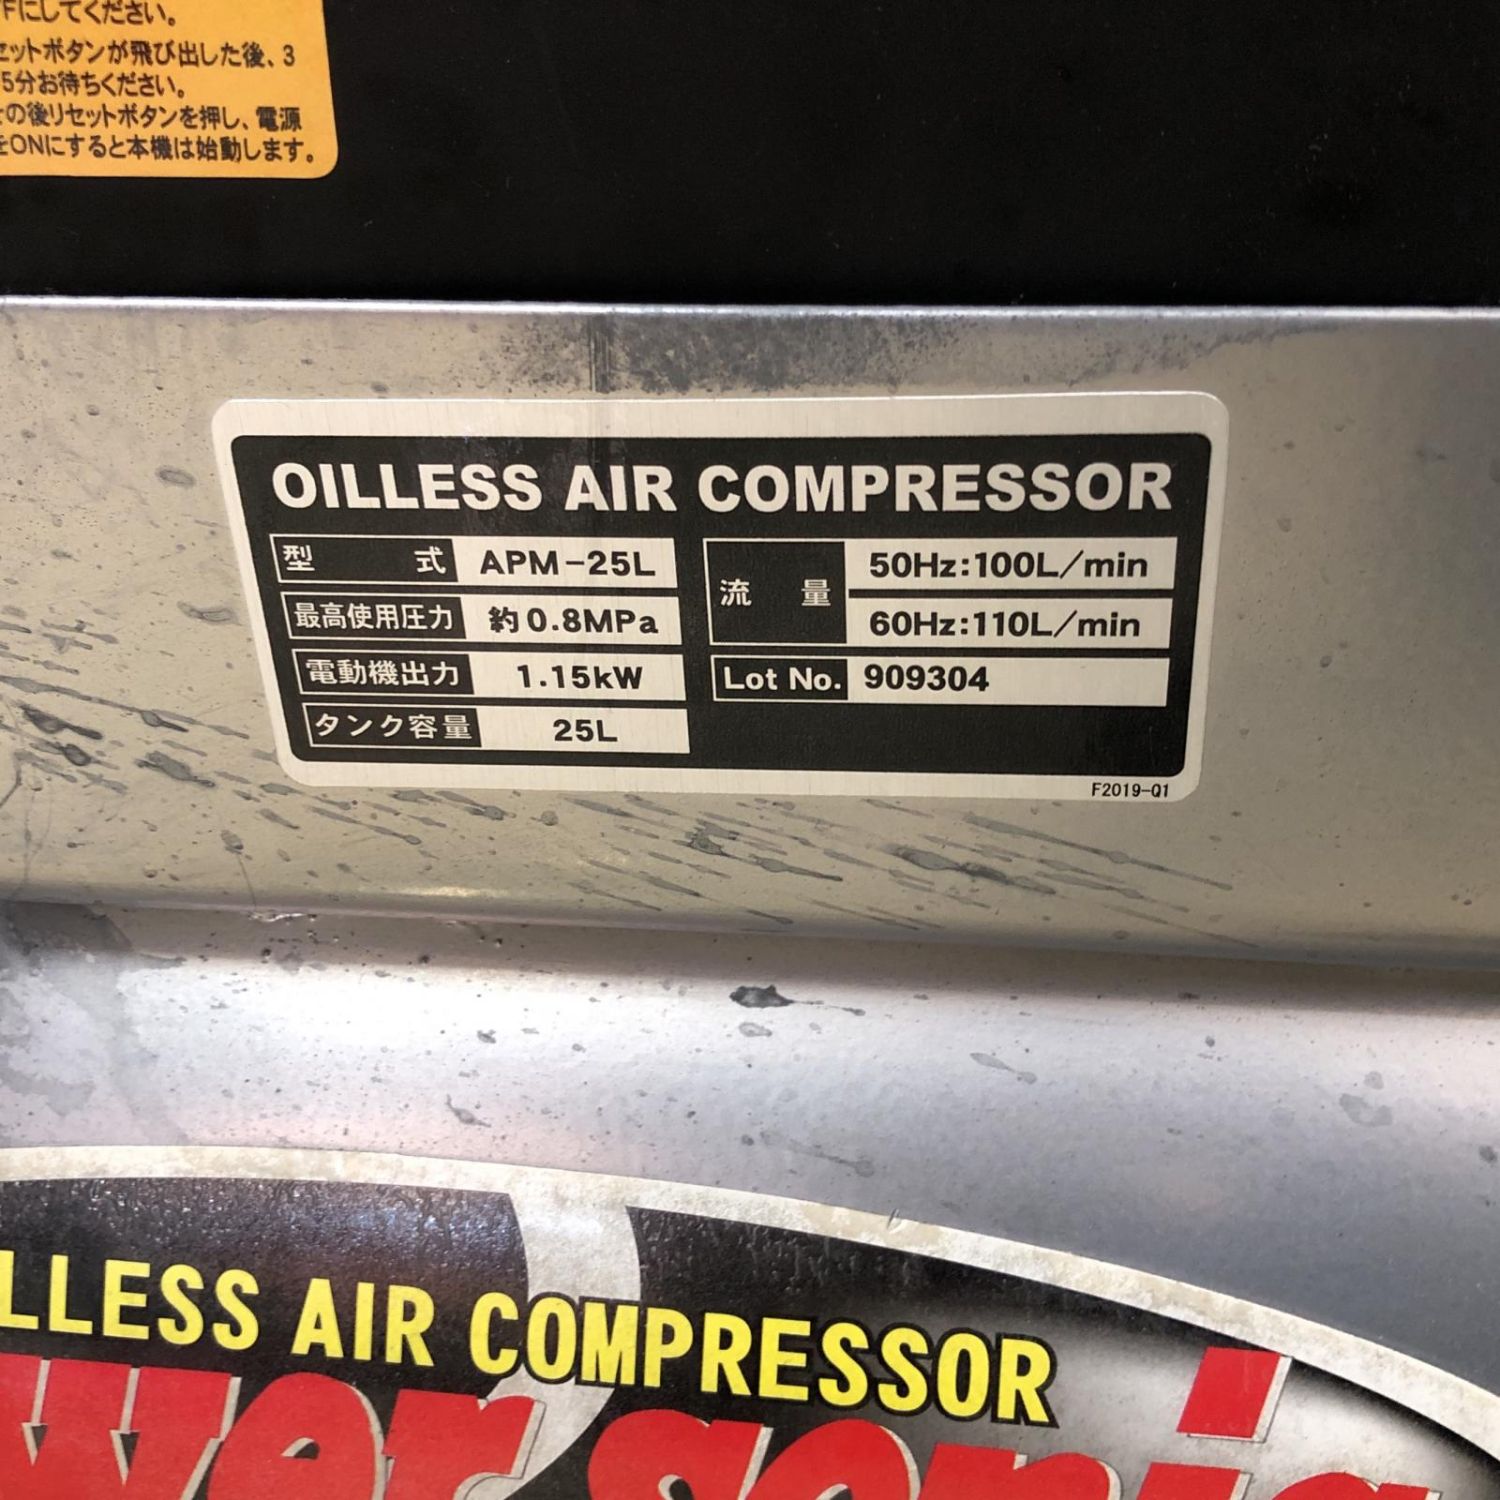 Fにしてください。
セットボタンが飛び出した後、3
5分お待ちください。
の後リセットボタンを押し、電源
をONにすると本機は始動します。
OILLESS AIR COMPRESSOR
型 式 APM-25L
最高使用圧力 約0.8MPa
電動機出力 1.15kW
タンク容量 25L
流 量 50Hz:100L/min
60Hz:110L/min
Lot No. 909304
F2019-Q1
LLESS AIR COMPRESSOR
wer sonic